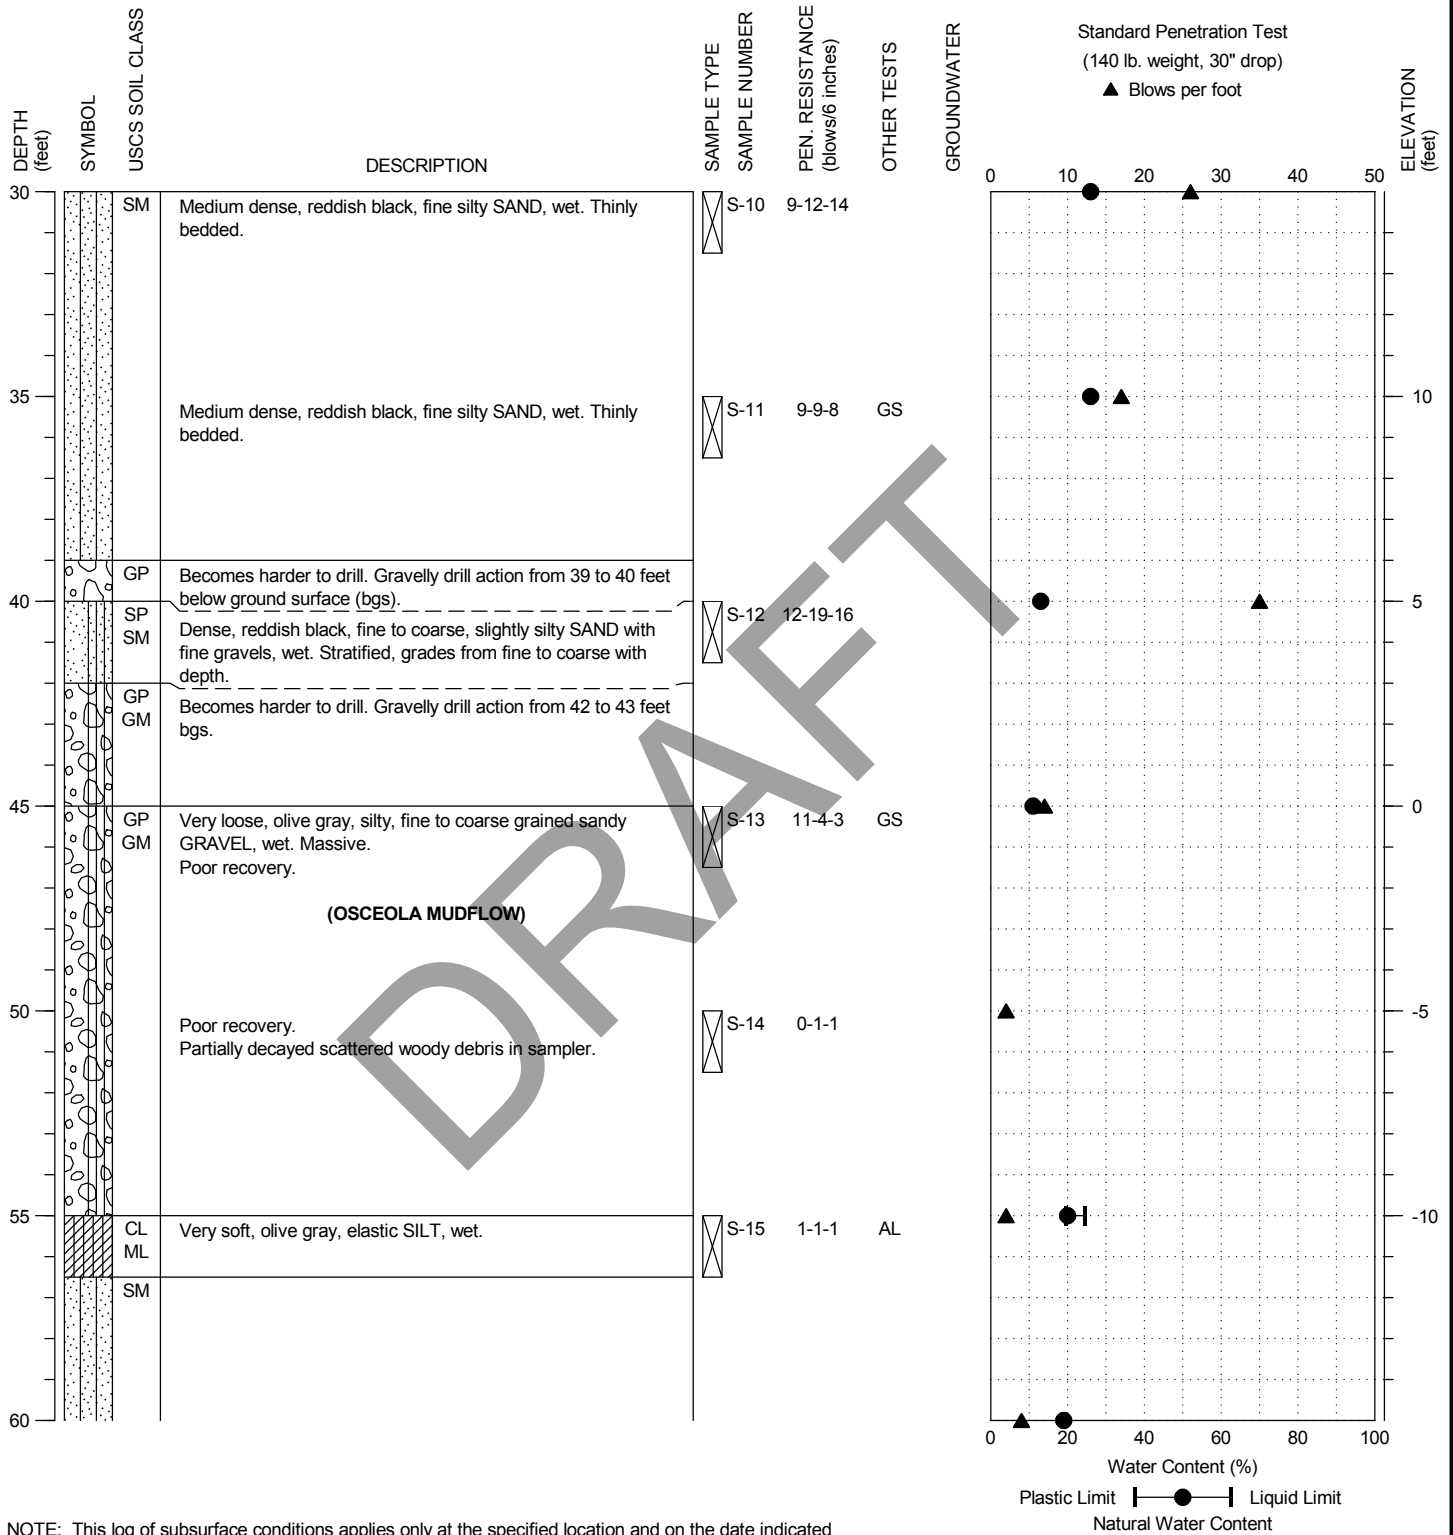 DEPTH
(feet)
SYMBOL
USCS SOIL CLASS
DESCRIPTION
SAMPLE TYPE
SAMPLE NUMBER
PEN. RESISTANCE
(blows/6 inches)
OTHER TESTS
GROUNDWATER
Standard Penetration Test
(140 lb. weight, 30" drop)
▲ Blows per foot
ELEVATION
(feet)
0 10 20 30 40 50
30
SM Medium dense, reddish black, fine silty SAND, wet. Thinly
bedded.
S-10 9-12-14
35
Medium dense, reddish black, fine silty SAND, wet. Thinly
bedded.
S-11 9-9-8 GS
10
GP Becomes harder to drill. Gravelly drill action from 39 to 40 feet
below ground surface (bgs).
40
SP
SM
Dense, reddish black, fine to coarse, slightly silty SAND with
fine gravels, wet. Stratified, grades from fine to coarse with
depth.
S-12 12-19-16
5
GP
GM
Becomes harder to drill. Gravelly drill action from 42 to 43 feet
bgs.
45
GP
GM
Very loose, olive gray, silty, fine to coarse grained sandy
GRAVEL, wet. Massive.
Poor recovery.
S-13 11-4-3 GS
0
(OSCEOLA MUDFLOW)
50
Poor recovery.
Partially decayed scattered woody debris in sampler.
S-14 0-1-1
-5
55
CL
ML
Very soft, olive gray, elastic SILT, wet.
S-15 1-1-1 AL
-10
SM
60
0 20 40 60 80 100
Water Content (%)
Plastic Limit Liquid Limit
Natural Water Content
NOTE: This log of subsurface conditions applies only at the specified location and on the date indicated
DRAFT